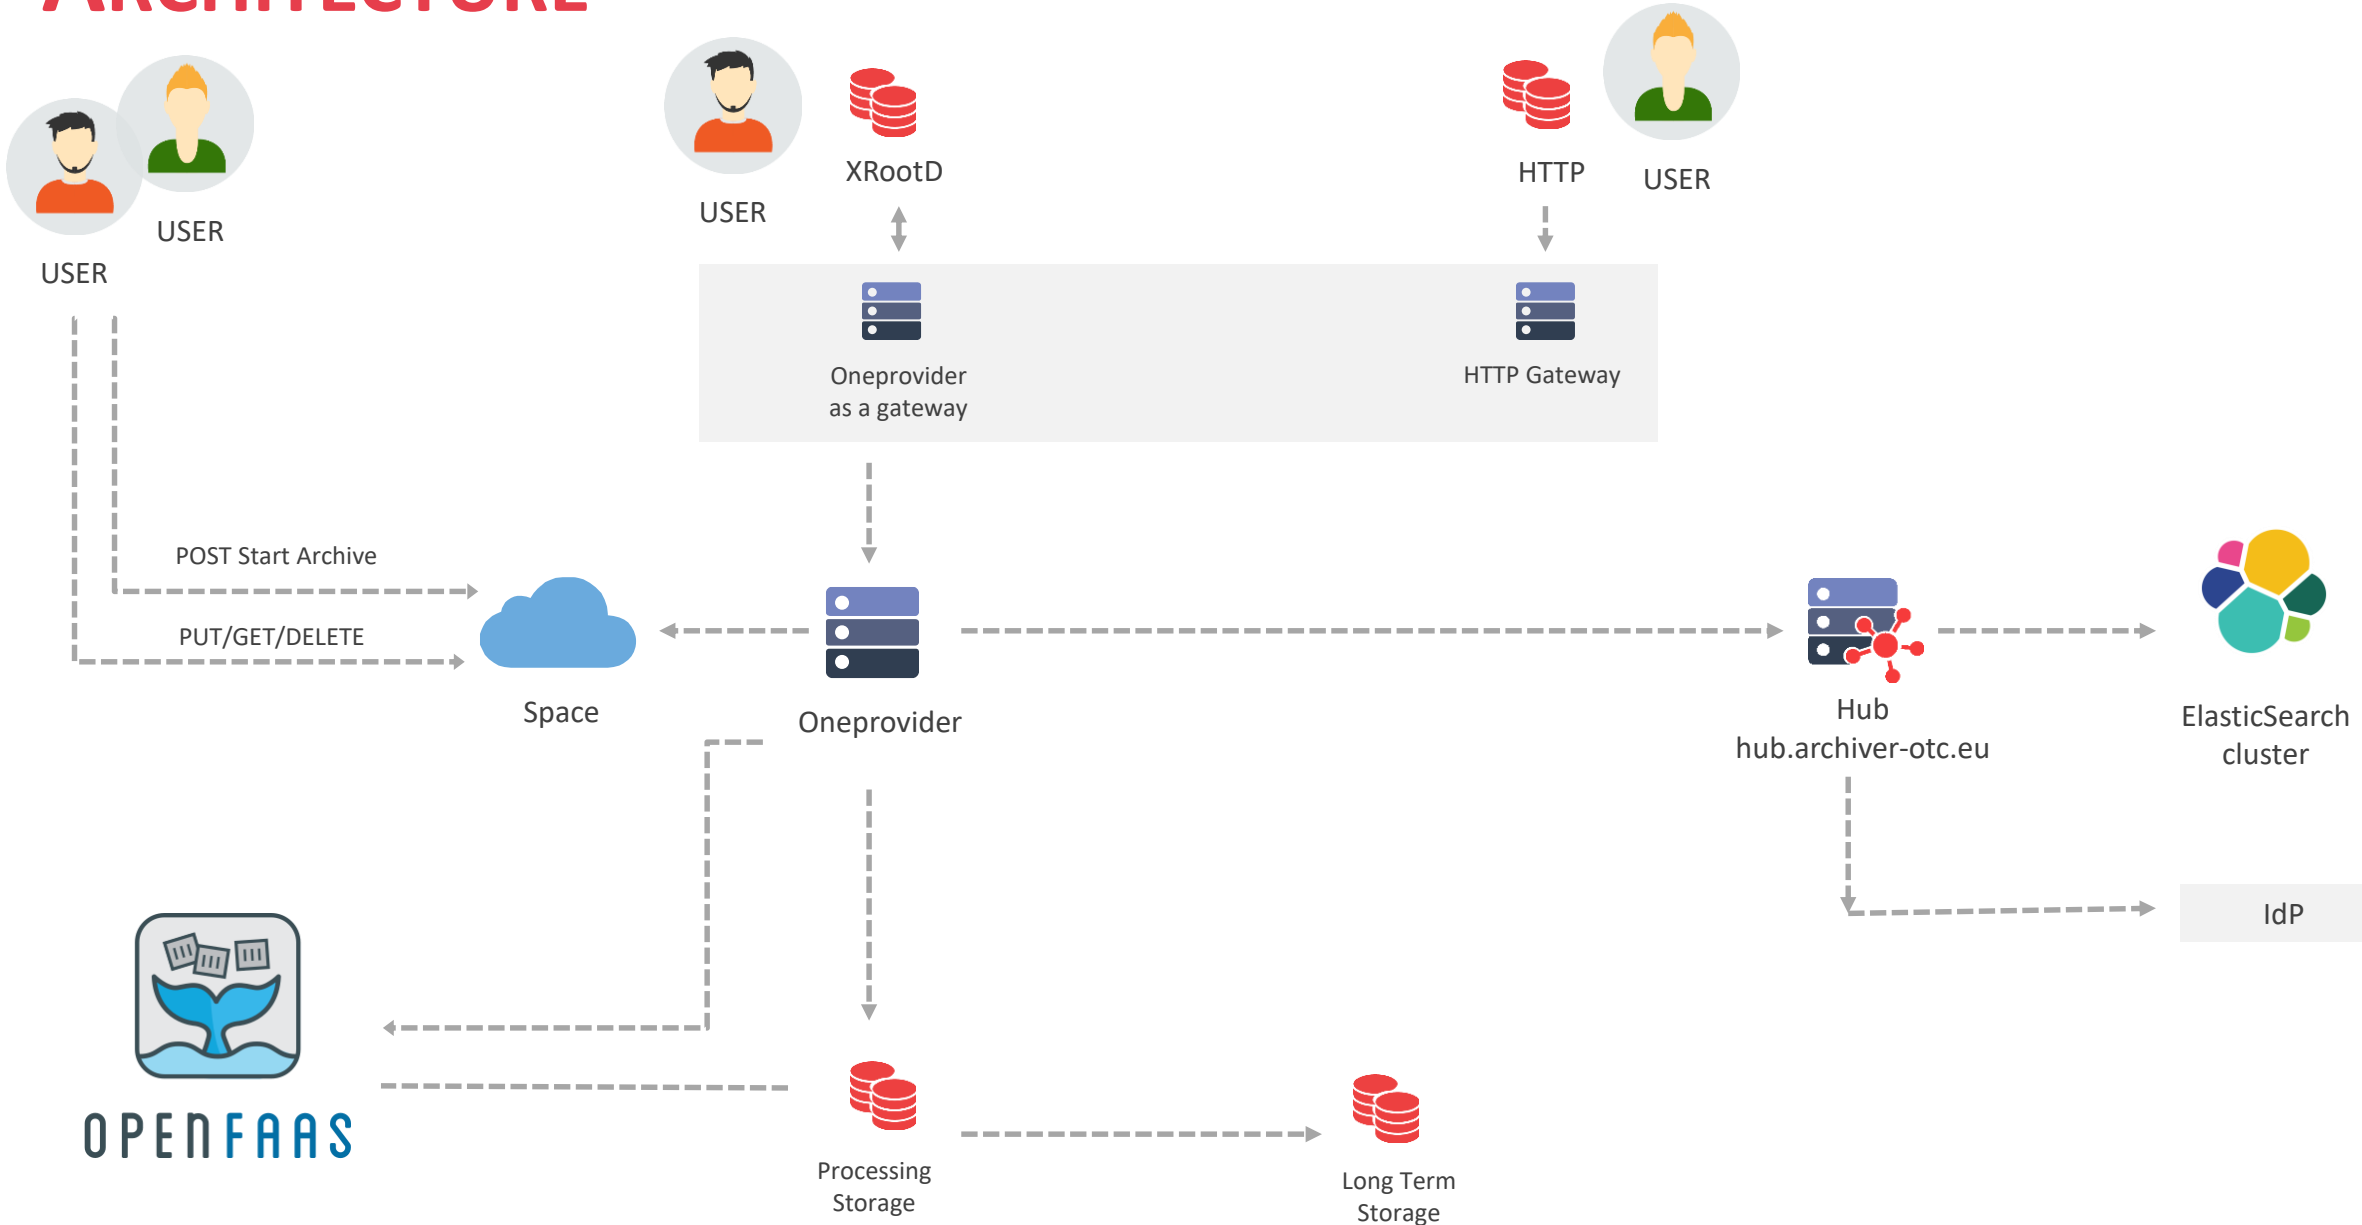 ARCHITECTURE
USER
USER
USER
XRootD
HTTP
USER
Oneprovider
as a gateway
HTTP Gateway
POST Start Archive
PUT/GET/DELETE
Space
Oneprovider
Hub
hub.archiver-otc.eu
ElasticSearch
cluster
IdP
OPENFAAS
Processing
Storage
Long Term
Storage